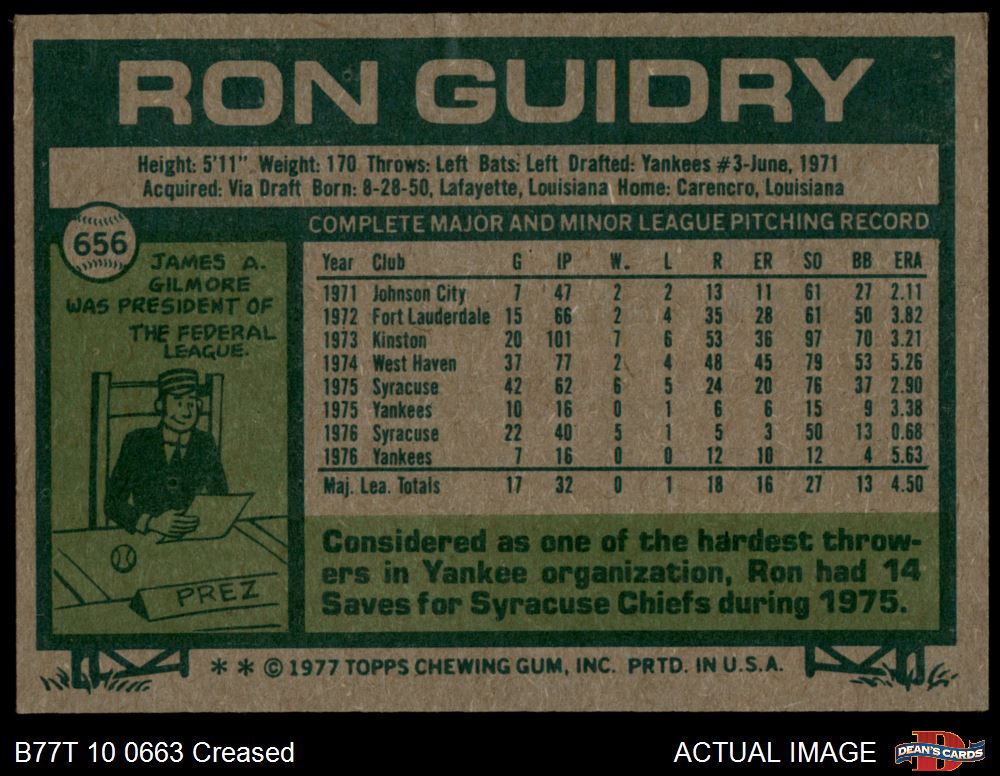 RON GUIDRY
Height: 5'11" Weight: 170 Throws: Left Bats: Left Drafted: Yankees #3-June, 1971
Acquired: Via Draft Born: 8-28-50, Lafayette, Louisiana Home: Carencro, Louisiana
656
JAMES A.
GILMORE
WAS PRESIDENT OF
THE FEDERAL
LEAGUE.
PREZ
COMPLETE MAJOR AND MINOR LEAGUE PITCHING RECORD
Year Club G IP W. L R ER SO BB ERA
1971 Johnson City 7 47 2 2 13 11 61 27 2.11
1972 Fort Lauderdale 15 66 2 4 35 28 61 50 3.82
1973 Kinston 20 101 7 6 53 36 97 70 3.21
1974 West Haven 37 77 2 4 48 45 79 53 5.26
1975 Syracuse 42 62 6 5 24 20 76 37 2.90
1975 Yankees 10 16 0 1 6 6 15 9 3.38
1976 Syracuse 22 40 5 1 5 3 50 13 0.68
1976 Yankees 7 16 0 0 12 10 12 4 5.63
Maj. Lea. Totals 17 32 0 1 18 16 27 13 4.50
Considered as one of the hardest throw-
ers in Yankee organization, Ron had 14
Saves for Syracuse Chiefs during 1975.
** © 1977 TOPPS CHEWING GUM, INC. PRTD. IN U.S.A.
B77T 10 0663 Creased
ACTUAL IMAGE
D
DEAN'S CARDS